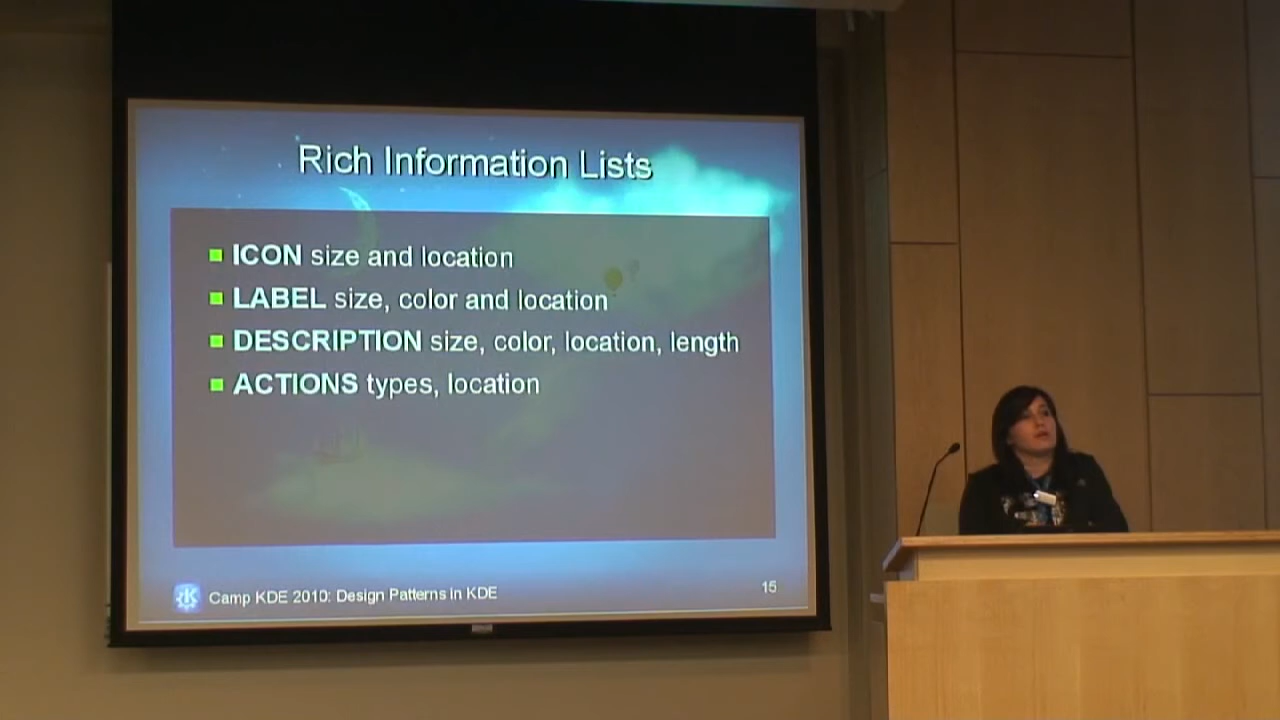 Rich Information Lists
ICON size and location
LABEL size, color and location
DESCRIPTION size, color, location, length
ACTIONS types, location
Camp KDE 2010: Design Patterns in KDE
15